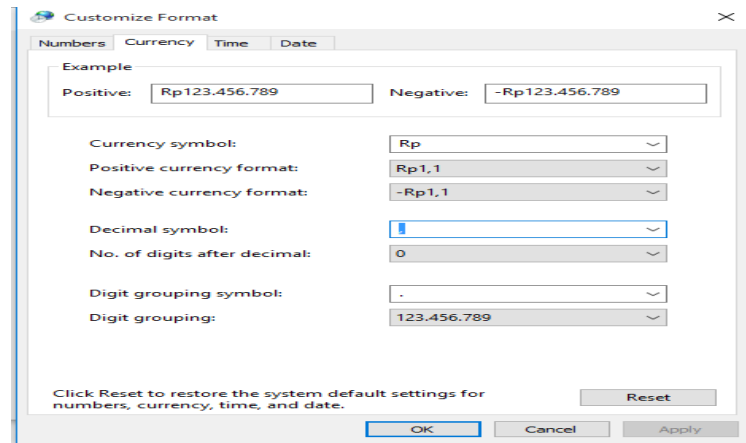 Customize Format
Numbers Currency Time Date
Example
Positive: Rp123.456.789 Negative: -Rp123.456.789
Currency symbol: Rp
Positive currency format: Rp1,1
Negative currency format: -Rp1,1
Decimal symbol: ,
No. of digits after decimal: 0
Digit grouping symbol: .
Digit grouping: 123.456.789
Click Reset to restore the system default settings for Reset
numbers, currency, time, and date.
OK Cancel Apply